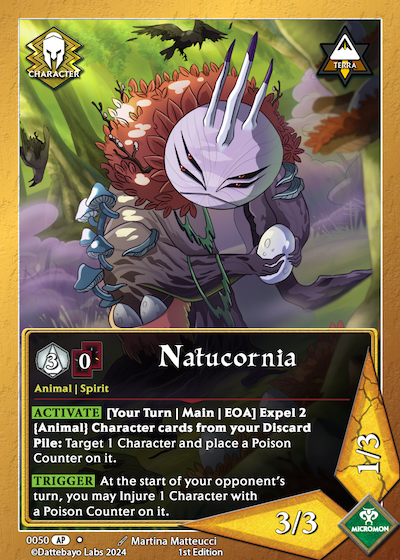 CHARACTER
TERRA
3 0 Natucornia
Animal | Spirit
ACTIVATE [Your Turn | Main | EOA] Expel 2
{Animal} Character cards from your Discard
Pile: Target 1 Character and place a Poison
Counter on it.
TRIGGER At the start of your opponent's
turn, you may Injure 1 Character with
a Poison Counter on it.
1/3
3/3
MICROMON
0050 AP Martina Matteucci
©Dattebayo Labs 2024 1st Edition